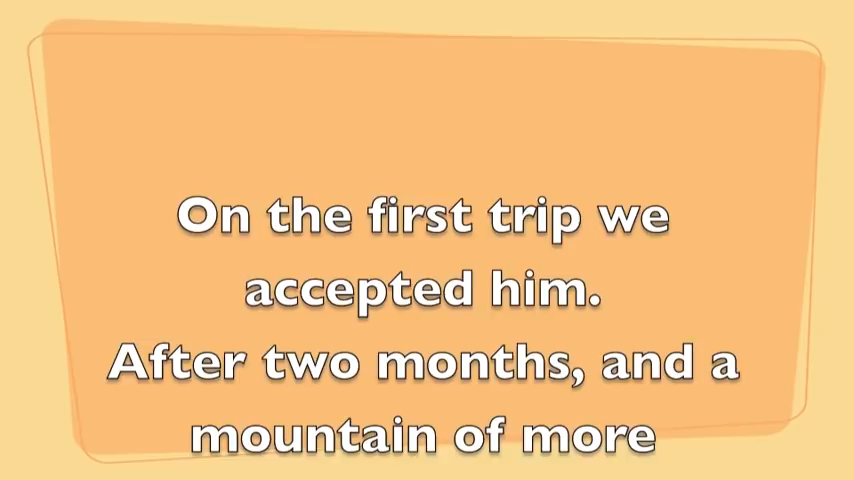 On the first trip we
accepted him.
After two months, and a
mountain of more